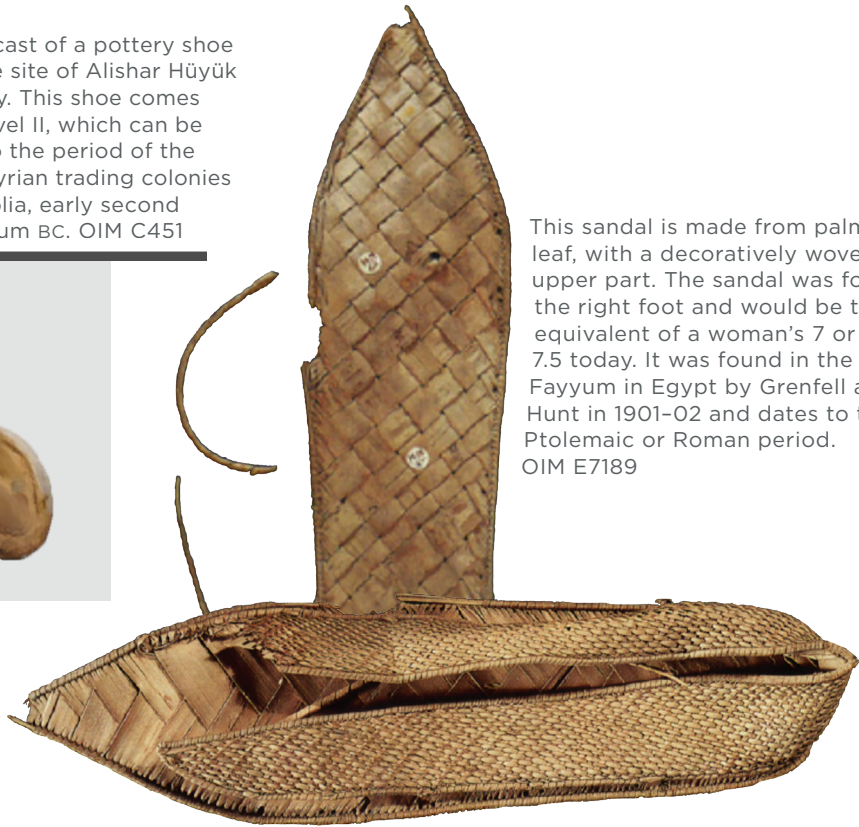 cast of a pottery shoe
e site of Alishar Hüyük
y. This shoe comes
vel II, which can be
o the period of the
yrian trading colonies
lia, early second
um BC. OIM C451
This sandal is made from palm
leaf, with a decoratively wove
upper part. The sandal was fo
the right foot and would be t
equivalent of a woman's 7 or
7.5 today. It was found in the
Fayyum in Egypt by Grenfell a
Hunt in 1901–02 and dates to t
Ptolemaic or Roman period.
OIM E7189